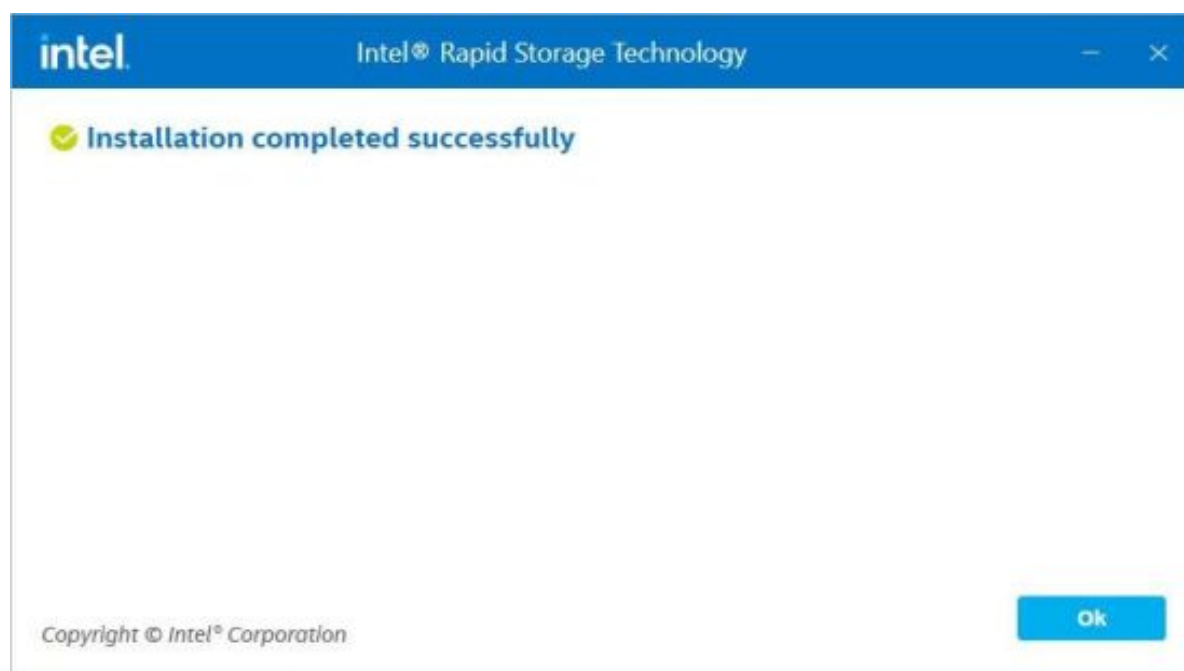 intel.
Intel® Rapid Storage Technology
Installation completed successfully
Copyright © Intel® Corporation
Ok